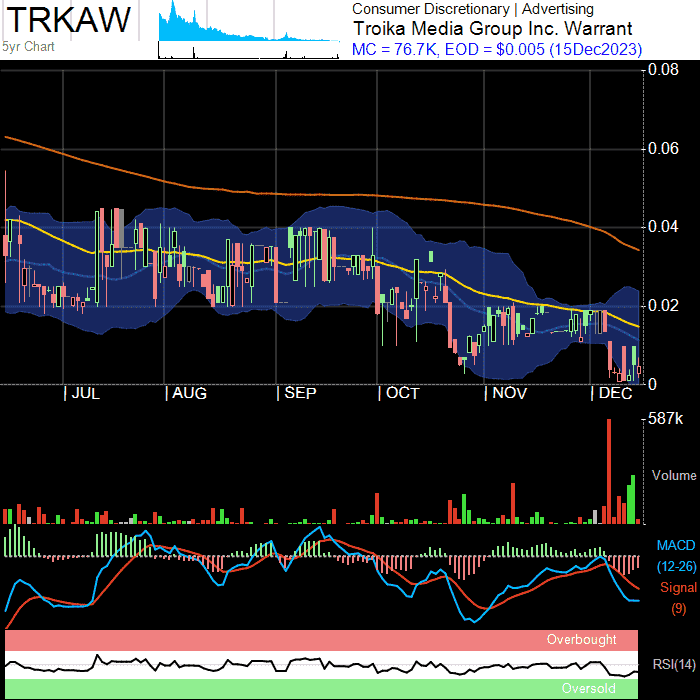 TRKAW
5yr Chart
Consumer Discretionary | Advertising
Troika Media Group Inc. Warrant
MC = 76.7K, EOD = $0.005 (15Dec2023)
0.08
0.06
0.04
0.02
0
| JUL | AUG | SEP | OCT | NOV | DEC
587k
Volume
MACD
(12-26)
Signal
(9)
Overbought
RSI(14)
Oversold